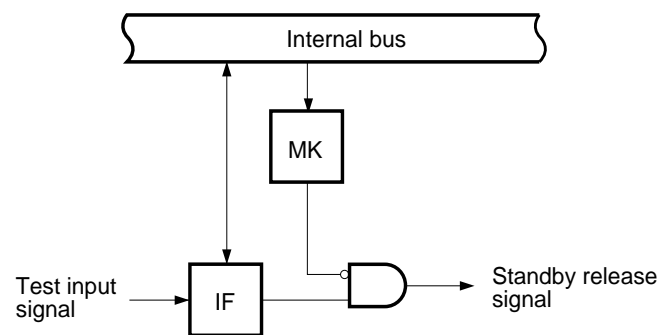 Internal bus
MK
Test input
signal
IF
Standby release
signal